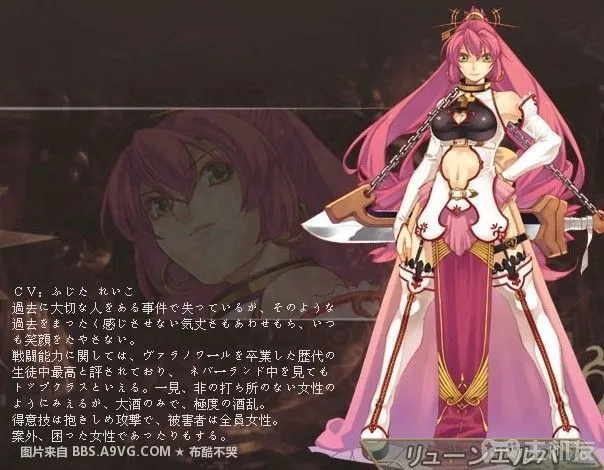 CV：ふじた れいこ
過去に大切な人をある事件で失っているが、そのような
過去をまったく感じさせない気丈さもあわせもち、いつ
も笑顔をたやさない。
戦闘能力に関しては、ヴァラノワールを卒業した歴代の
生徒中最高と評されており、 ネバーランド中を見ても
トップクラスといえる。一見、非の打ち所のない女性の
ようにみえるが、大酒のみで、極度の酒乱。
得意技は抱きしめ攻撃で、被害者は全員女性。
案外、困った女性であったりもする。
图片来自 BBS.A9VG.COM ★ 布酷不哭
リューンエルバ